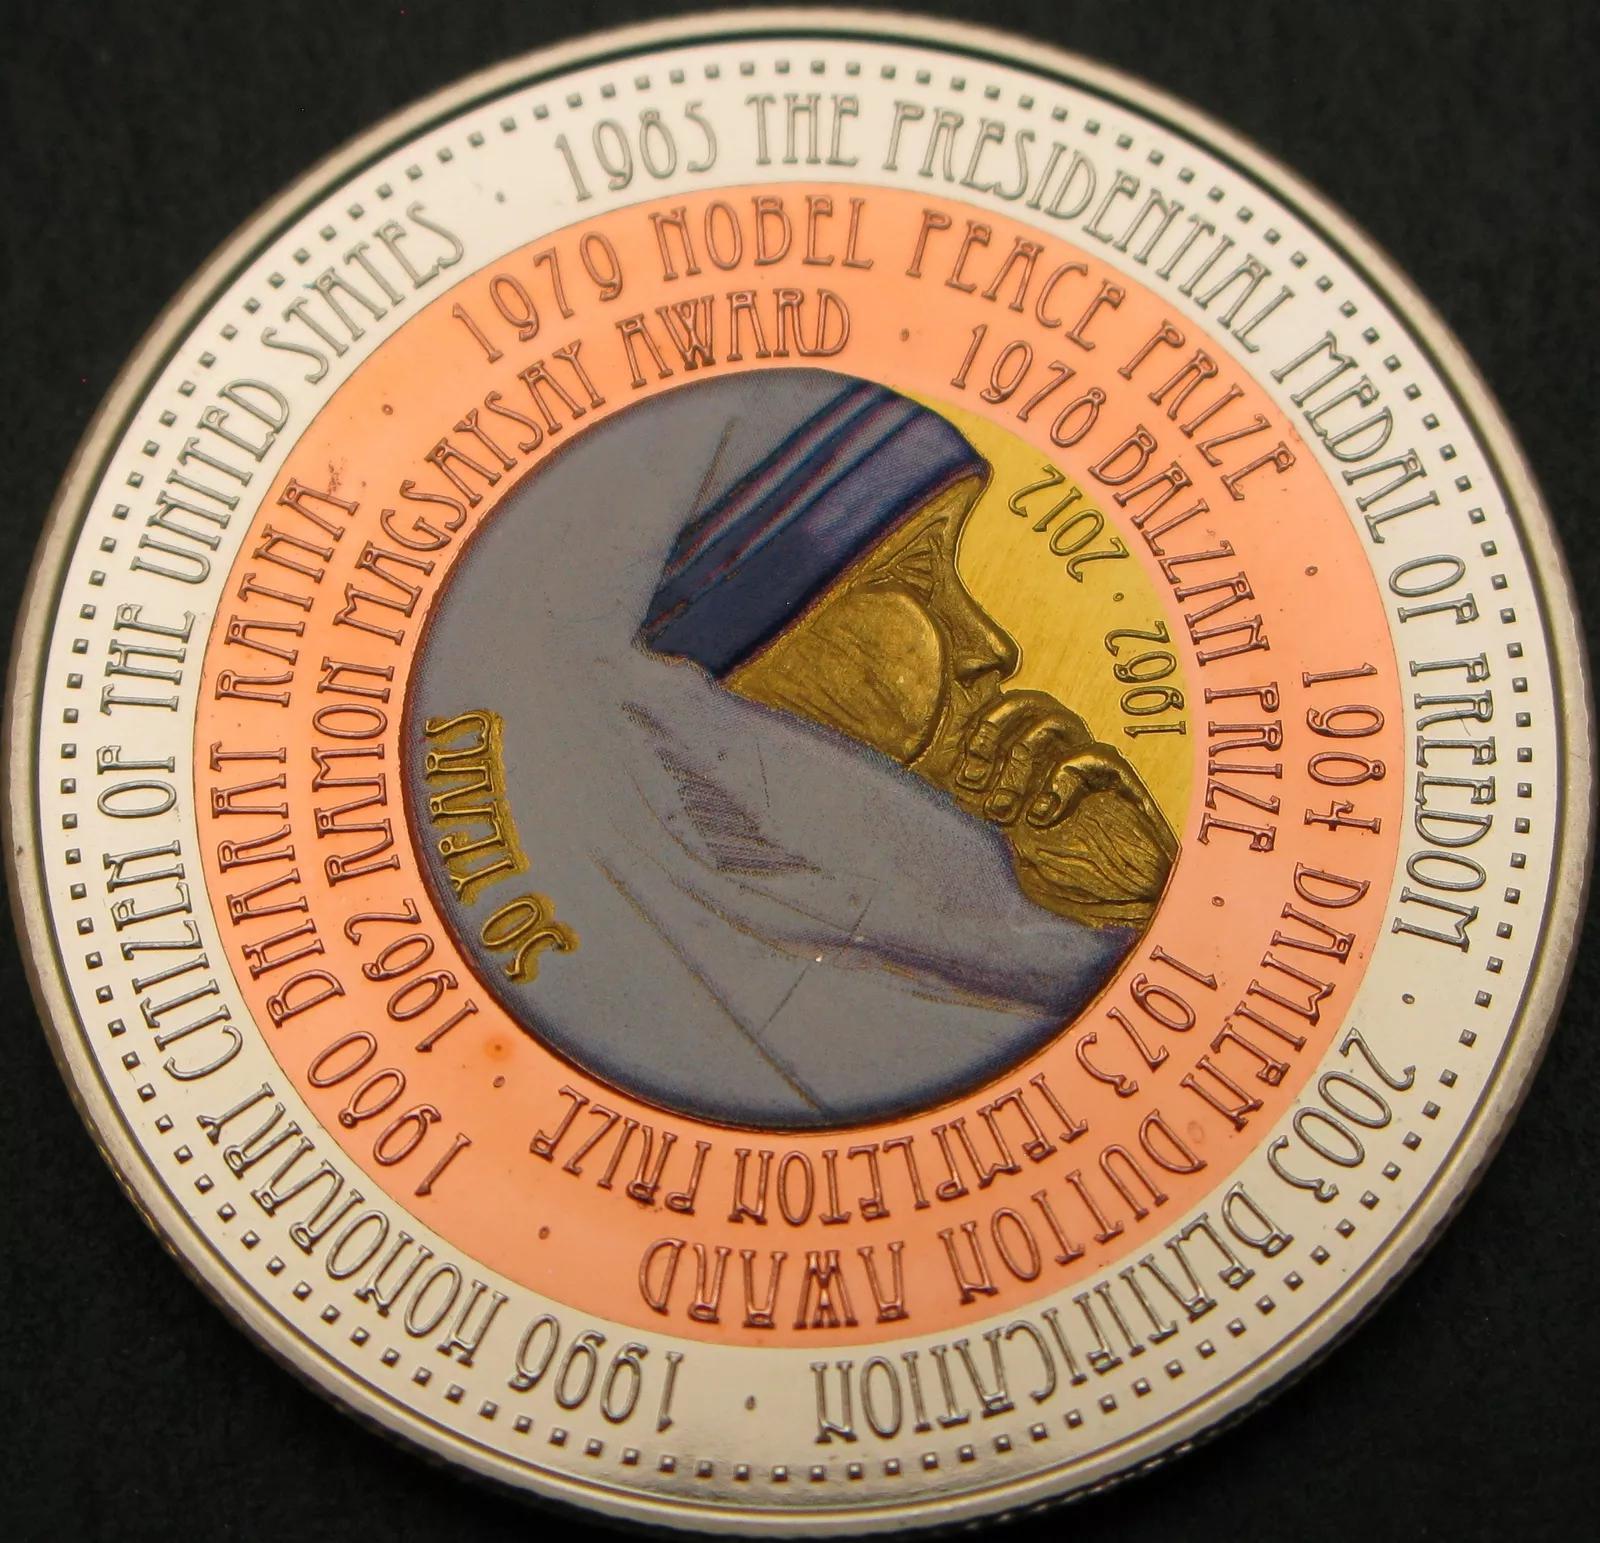 1985 THE PRESIDENTIAL MEDAL OF FREEDOM · 2003 BEATIFICATION · 1996 HONORARY CITIZEN OF THE UNITED STATES ·
1979 NOBEL PEACE PRIZE · 1984 DAMIEN DUTTON AWARD · 1980 BHARAT RATNA ·
1978 BALZAN PRIZE · 1973 TEMPLETON PRIZE · 1962 RAMON MAGSAYSAY AWARD ·
1962 · 2012
50 YEARS